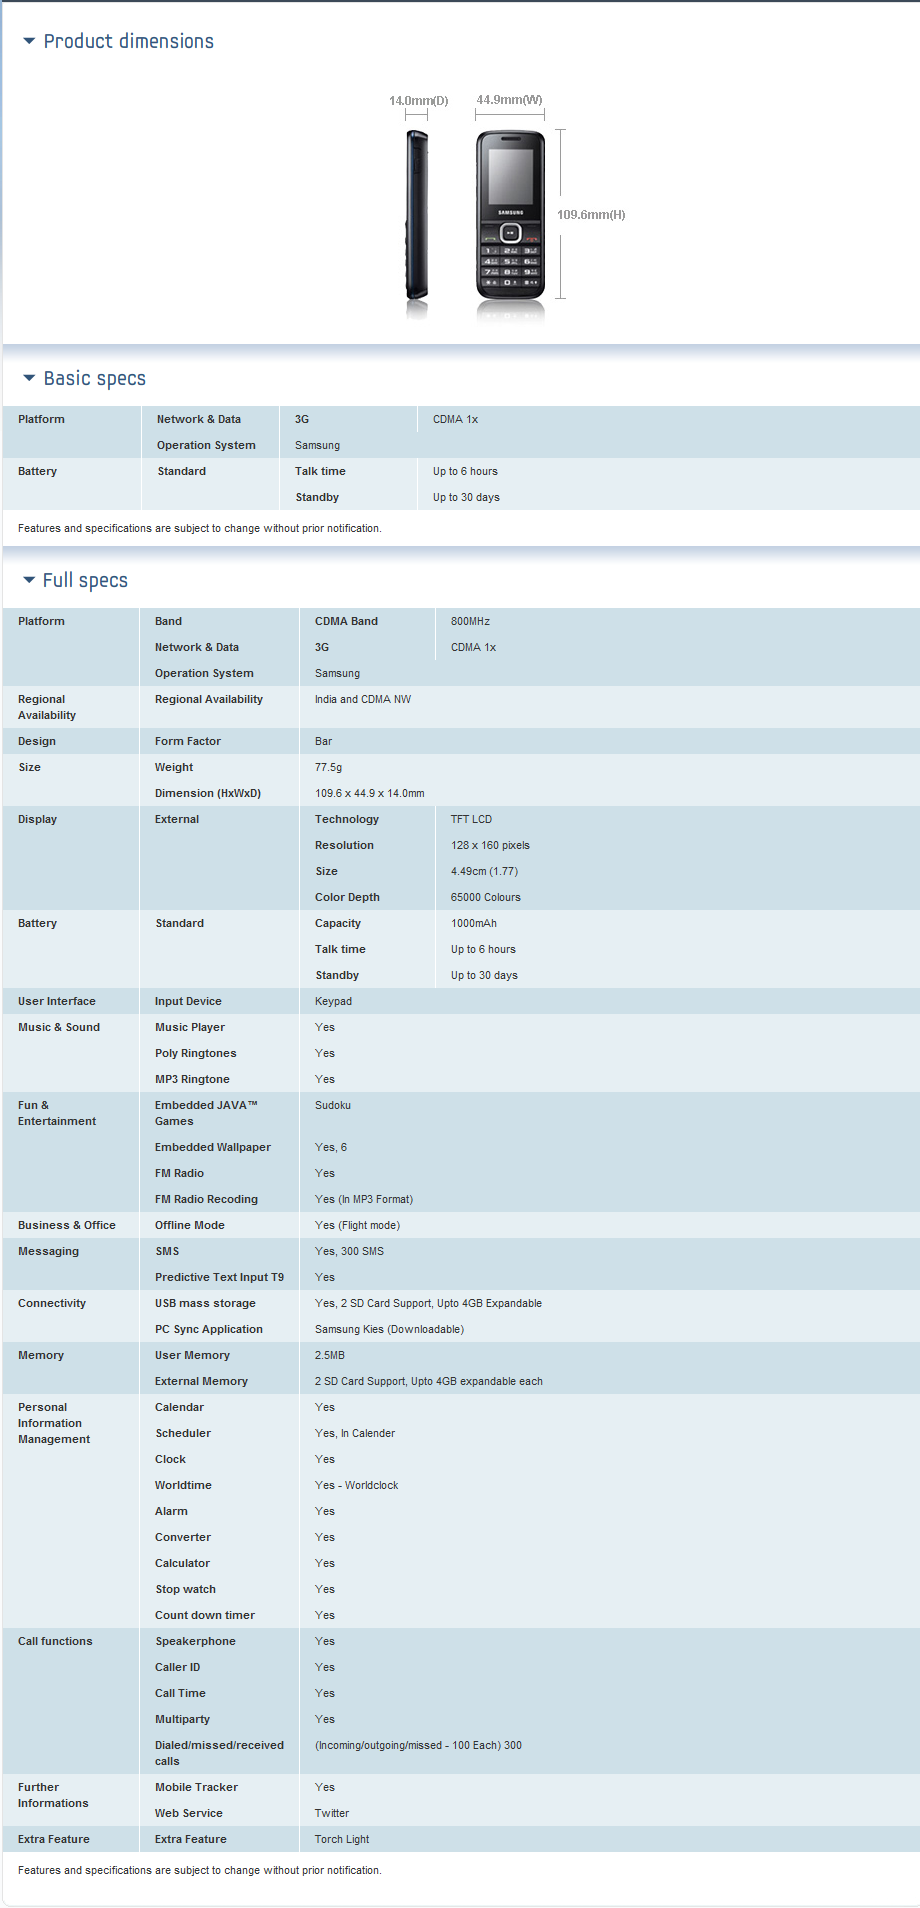 Product dimensions
14.0mm(D) 44.9mm(W)
109.6mm(H)
SAMSUNG
Basic specs
Platform Network & Data 3G CDMA 1x
Operation System Samsung
Battery Standard Talk time Up to 6 hours
Standby Up to 30 days
Features and specifications are subject to change without prior notification.
Full specs
Platform Band CDMA Band 800MHz
Network & Data 3G CDMA 1x
Operation System Samsung
Regional Regional Availability India and CDMA NW
Availability
Design Form Factor Bar
Size Weight 77.5g
Dimension (HxWxD) 109.6 x 44.9 x 14.0mm
Display External Technology TFT LCD
Resolution 128 x 160 pixels
Size 4.49cm (1.77)
Color Depth 65000 Colours
Battery Standard Capacity 1000mAh
Talk time Up to 6 hours
Standby Up to 30 days
User Interface Input Device Keypad
Music & Sound Music Player Yes
Poly Ringtones Yes
MP3 Ringtone Yes
Fun & Embedded JAVA™ Sudoku
Entertainment Games
Embedded Wallpaper Yes, 6
FM Radio Yes
FM Radio Recoding Yes (In MP3 Format)
Business & Office Offline Mode Yes (Flight mode)
Messaging SMS Yes, 300 SMS
Predictive Text Input T9 Yes
Connectivity USB mass storage Yes, 2 SD Card Support, Upto 4GB Expandable
PC Sync Application Samsung Kies (Downloadable)
Memory User Memory 2.5MB
External Memory 2 SD Card Support, Upto 4GB expandable each
Personal Calendar Yes
Information Scheduler Yes, In Calender
Management
Clock Yes
Worldtime Yes - Worldclock
Alarm Yes
Converter Yes
Calculator Yes
Stop watch Yes
Count down timer Yes
Call functions Speakerphone Yes
Caller ID Yes
Call Time Yes
Multiparty Yes
Dialed/missed/received (Incoming/outgoing/missed - 100 Each) 300
calls
Further Mobile Tracker Yes
Informations
Web Service Twitter
Extra Feature Extra Feature Torch Light
Features and specifications are subject to change without prior notification.